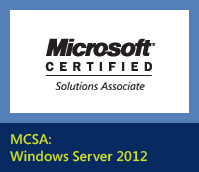 Microsoft®
CERTIFIED
Solutions Associate
MCSA:
Windows Server 2012